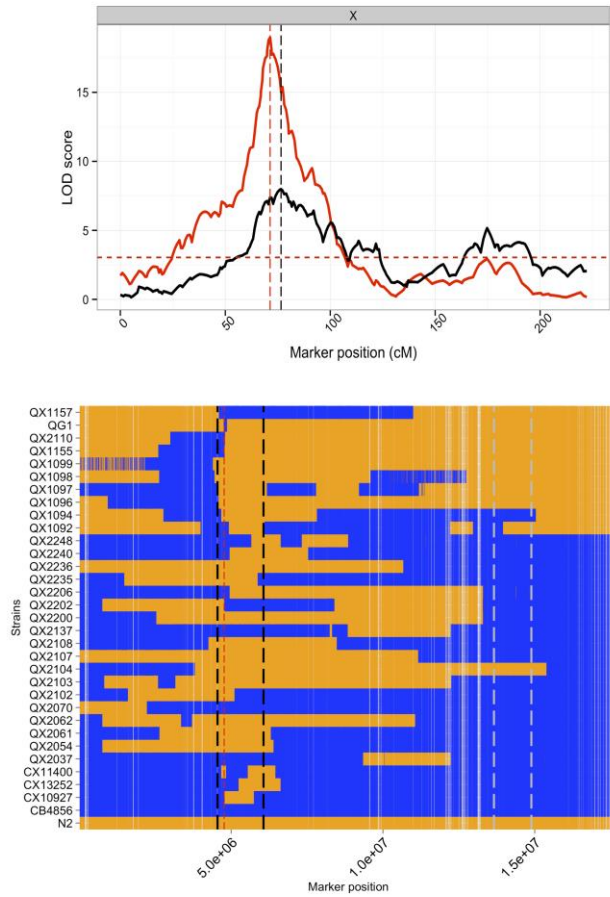 X
LOD score
15
10
5
0
0
50
100
150
200
Marker position (cM)
Strains
QX1157
QG1
QX2110
QX1155
QX1099
QX1098
QX1097
QX1096
QX1094
QX1092
QX2248
QX2240
QX2236
QX2235
QX2206
QX2202
QX2200
QX2137
QX2108
QX2107
QX2104
QX2103
QX2102
QX2070
QX2062
QX2061
QX2054
QX2037
CX11400
CX13252
CX10927
CB4856
N2
5.0e+06
1.0e+07
1.5e+07
Marker position